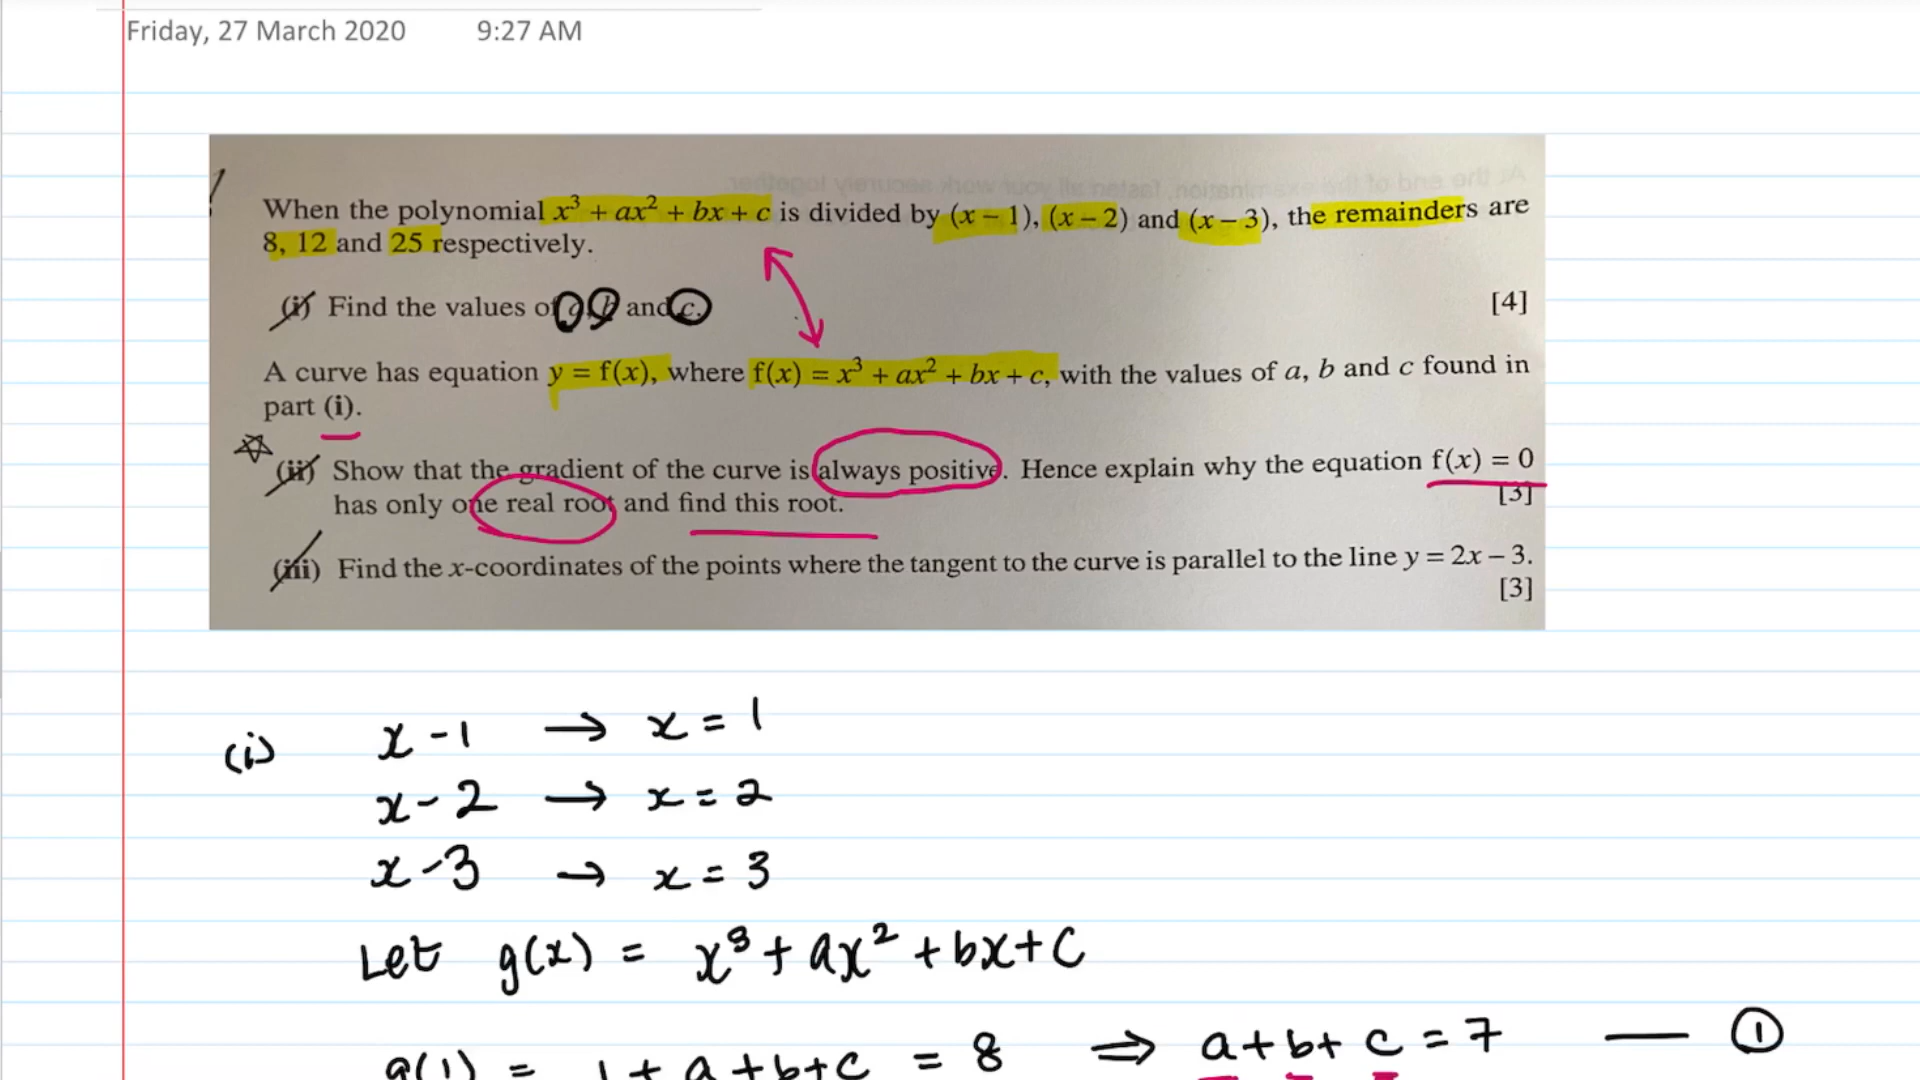 Friday, 27 March 2020 9:27 AM
When the polynomial x³ + ax² + bx + c is divided by (x – 1), (x – 2) and (x – 3), the remainders are
8, 12 and 25 respectively.
(i) Find the values of a, b and c. [4]
A curve has equation y = f(x), where f(x) = x³ + ax² + bx + c, with the values of a, b and c found in
part (i).
(ii) Show that the gradient of the curve is always positive. Hence explain why the equation f(x) = 0
has only one real root and find this root. [3]
(iii) Find the x-coordinates of the points where the tangent to the curve is parallel to the line y = 2x – 3.
[3]
(i) x-1 → x = 1
x-2 → x = 2
x-3 → x = 3
Let g(x) = x³ + ax² + bx + c
g(1) = 1 + a + b + c = 8 ⇒ a + b + c = 7 — ①